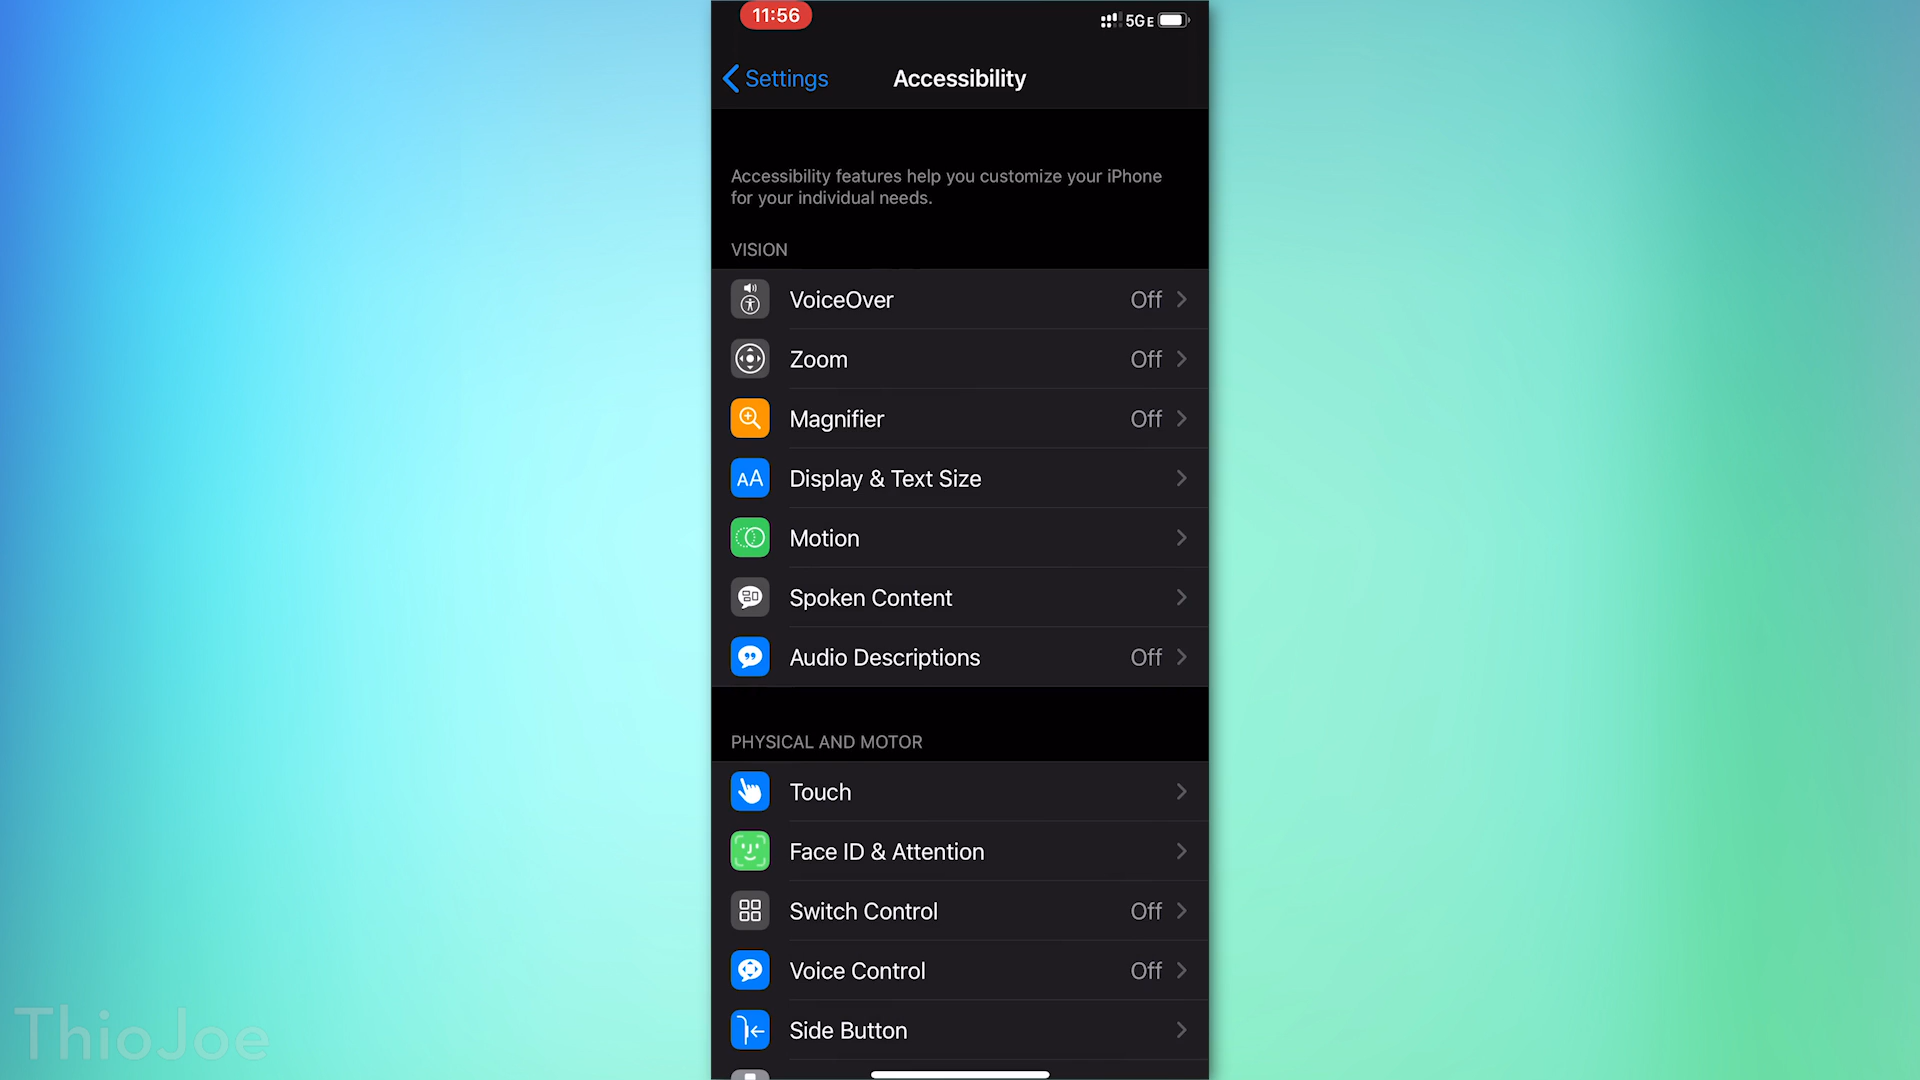 11:56
5GE
Settings
Accessibility
Accessibility features help you customize your iPhone
for your individual needs.
VISION
VoiceOver Off
Zoom Off
Magnifier Off
AA Display & Text Size
Motion
Spoken Content
Audio Descriptions Off
PHYSICAL AND MOTOR
Touch
Face ID & Attention
Switch Control Off
Voice Control Off
Side Button
ThioJoe